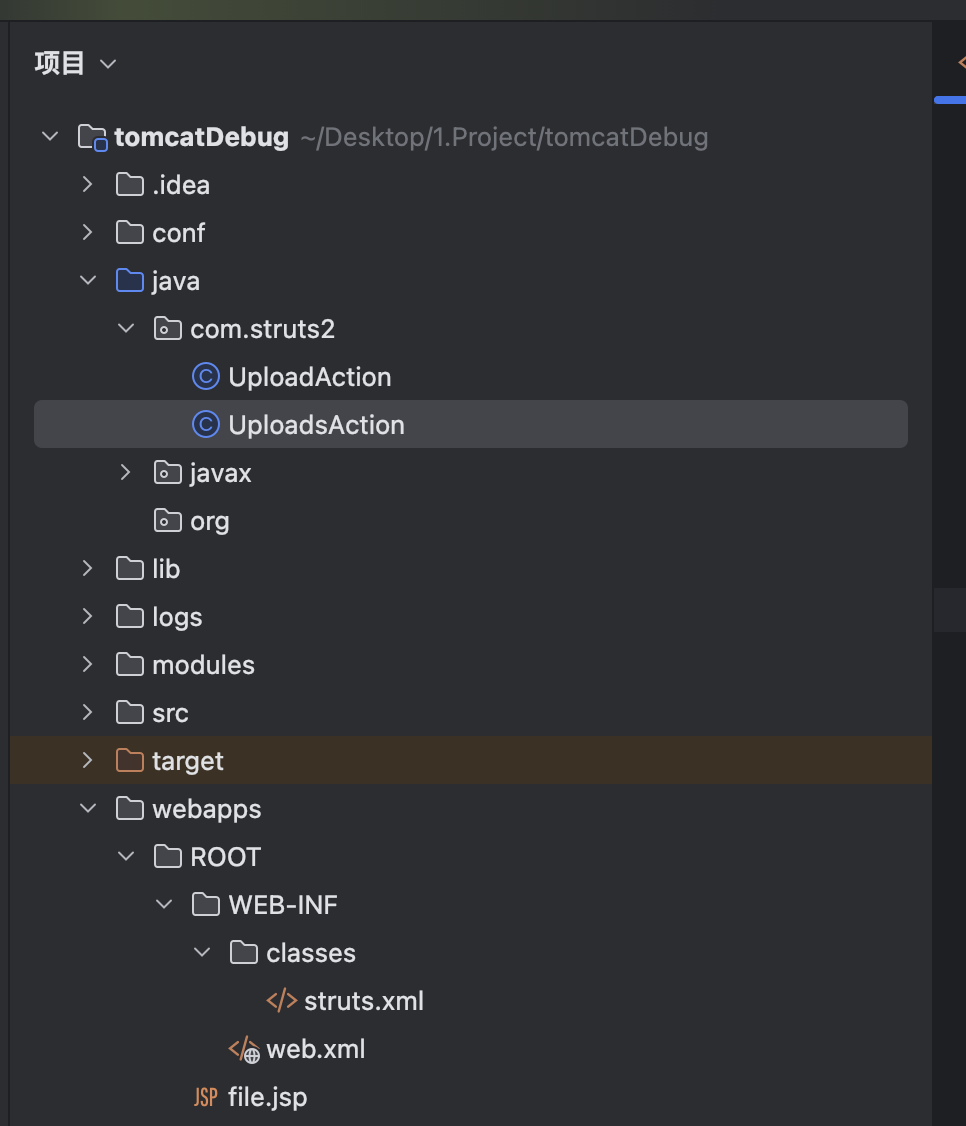 项目
tomcatDebug ~/Desktop/1.Project/tomcatDebug
.idea
conf
java
com.struts2
UploadAction
UploadsAction
javax
org
lib
logs
modules
src
target
webapps
ROOT
WEB-INF
classes
</> struts.xml
web.xml
JSP file.jsp